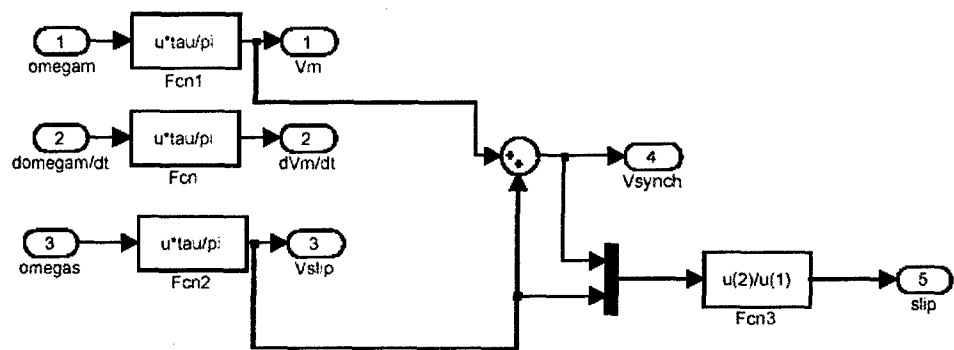 1
u*tau/pi
1
omegam
Fcn1
Vm
2
u*tau/pi
2
domegam/dt
Fcn
dVm/dt
+
+
4
Vsynch
3
u*tau/pi
3
omegas
Fcn2
Vslip
u(2)/u(1)
5
Fcn3
slip